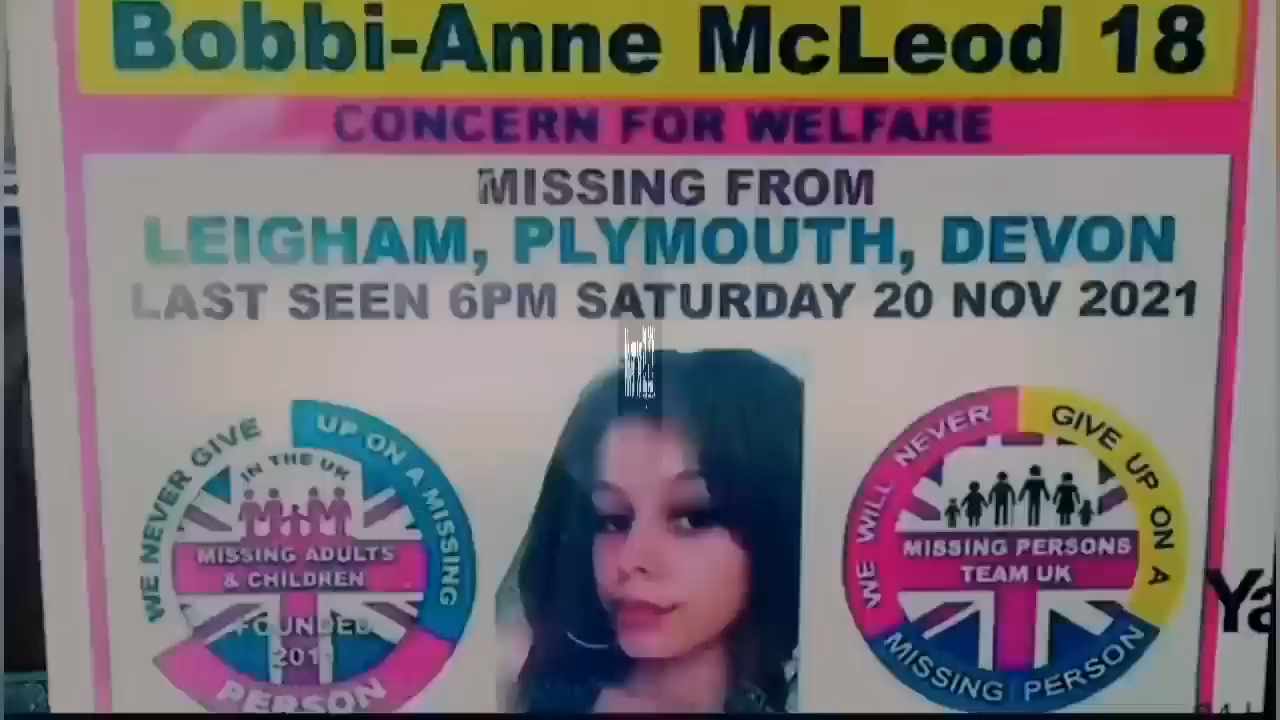 Bobbi-Anne McLeod 18
CONCERN FOR WELFARE
MISSING FROM
LEIGHAM, PLYMOUTH, DEVON
LAST SEEN 6PM SATURDAY 20 NOV 2021
WE NEVER GIVE UP ON A MISSING PERSON
IN THE UK
MISSING ADULTS
& CHILDREN
FOUNDED
WE WILL NEVER GIVE UP ON A MISSING PERSON
MISSING PERSONS
TEAM UK
Ya